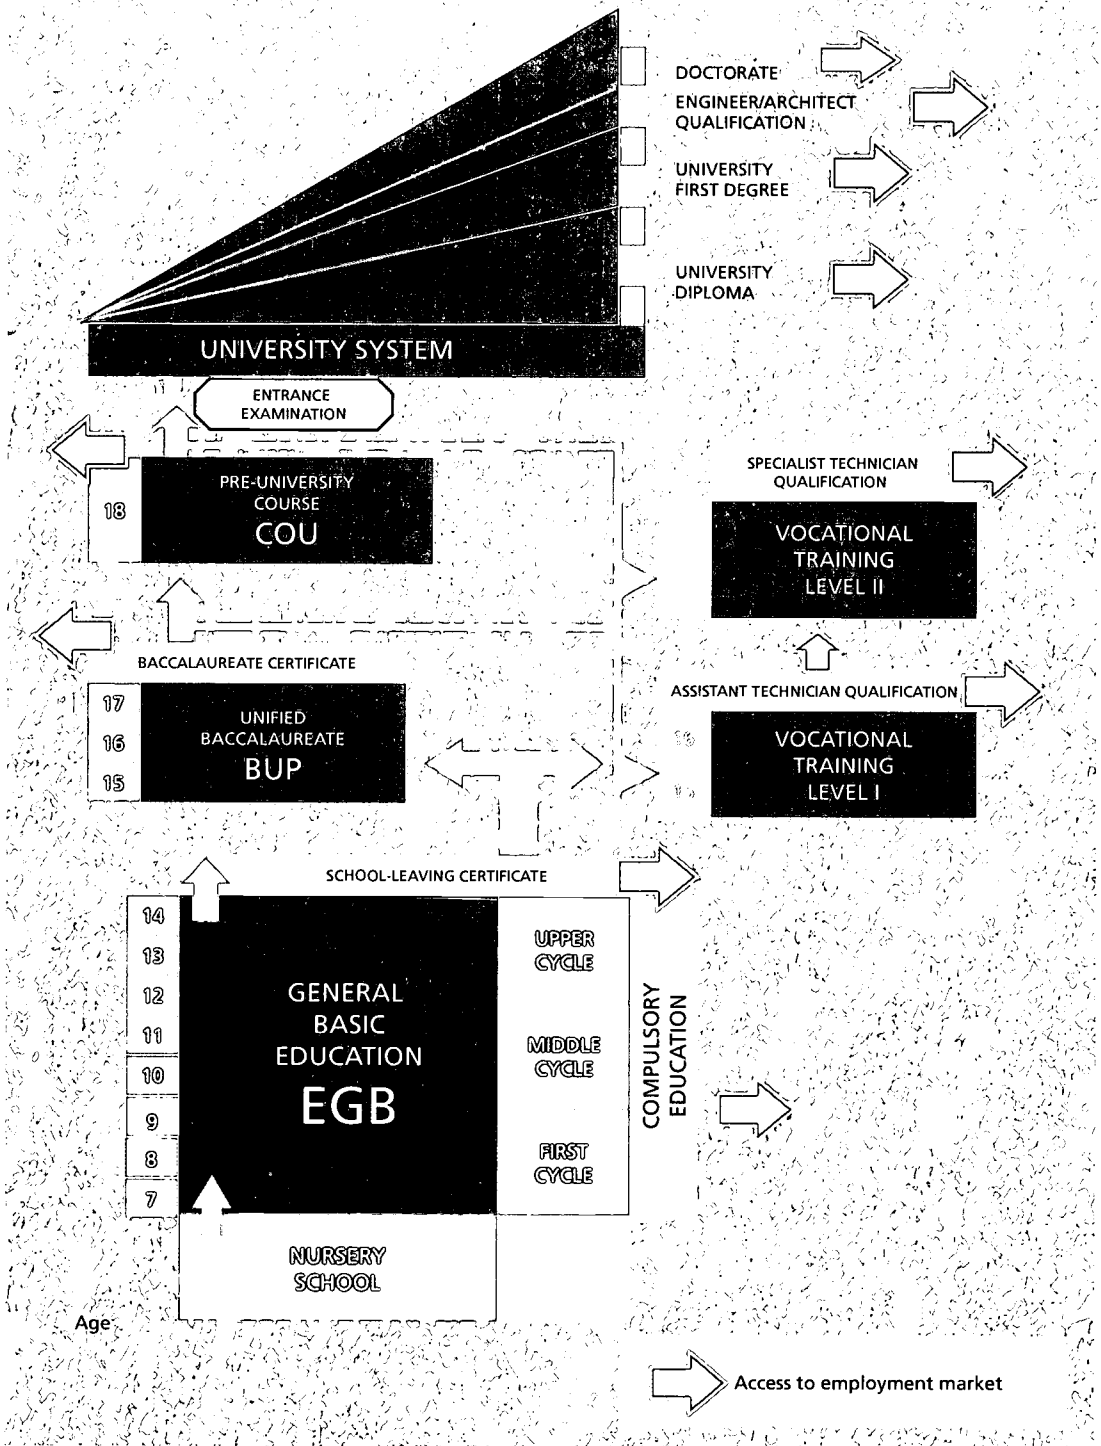 DOCTORATE
ENGINEER/ARCHITECT
QUALIFICATION
UNIVERSITY
FIRST DEGREE
UNIVERSITY
DIPLOMA
UNIVERSITY SYSTEM
ENTRANCE
EXAMINATION
SPECIALIST TECHNICIAN
QUALIFICATION
18
PRE-UNIVERSITY
COURSE
COU
VOCATIONAL
TRAINING
LEVEL II
BACCALAUREATE CERTIFICATE
ASSISTANT TECHNICIAN QUALIFICATION
17
16
15
UNIFIED
BACCALAUREATE
BUP
16
VOCATIONAL
TRAINING
LEVEL I
SCHOOL-LEAVING CERTIFICATE
14
13
12
11
10
9
8
7
GENERAL
BASIC
EDUCATION
EGB
UPPER
CYCLE
MIDDLE
CYCLE
FIRST
CYCLE
COMPULSORY
EDUCATION
NURSERY
SCHOOL
Age
Access to employment market